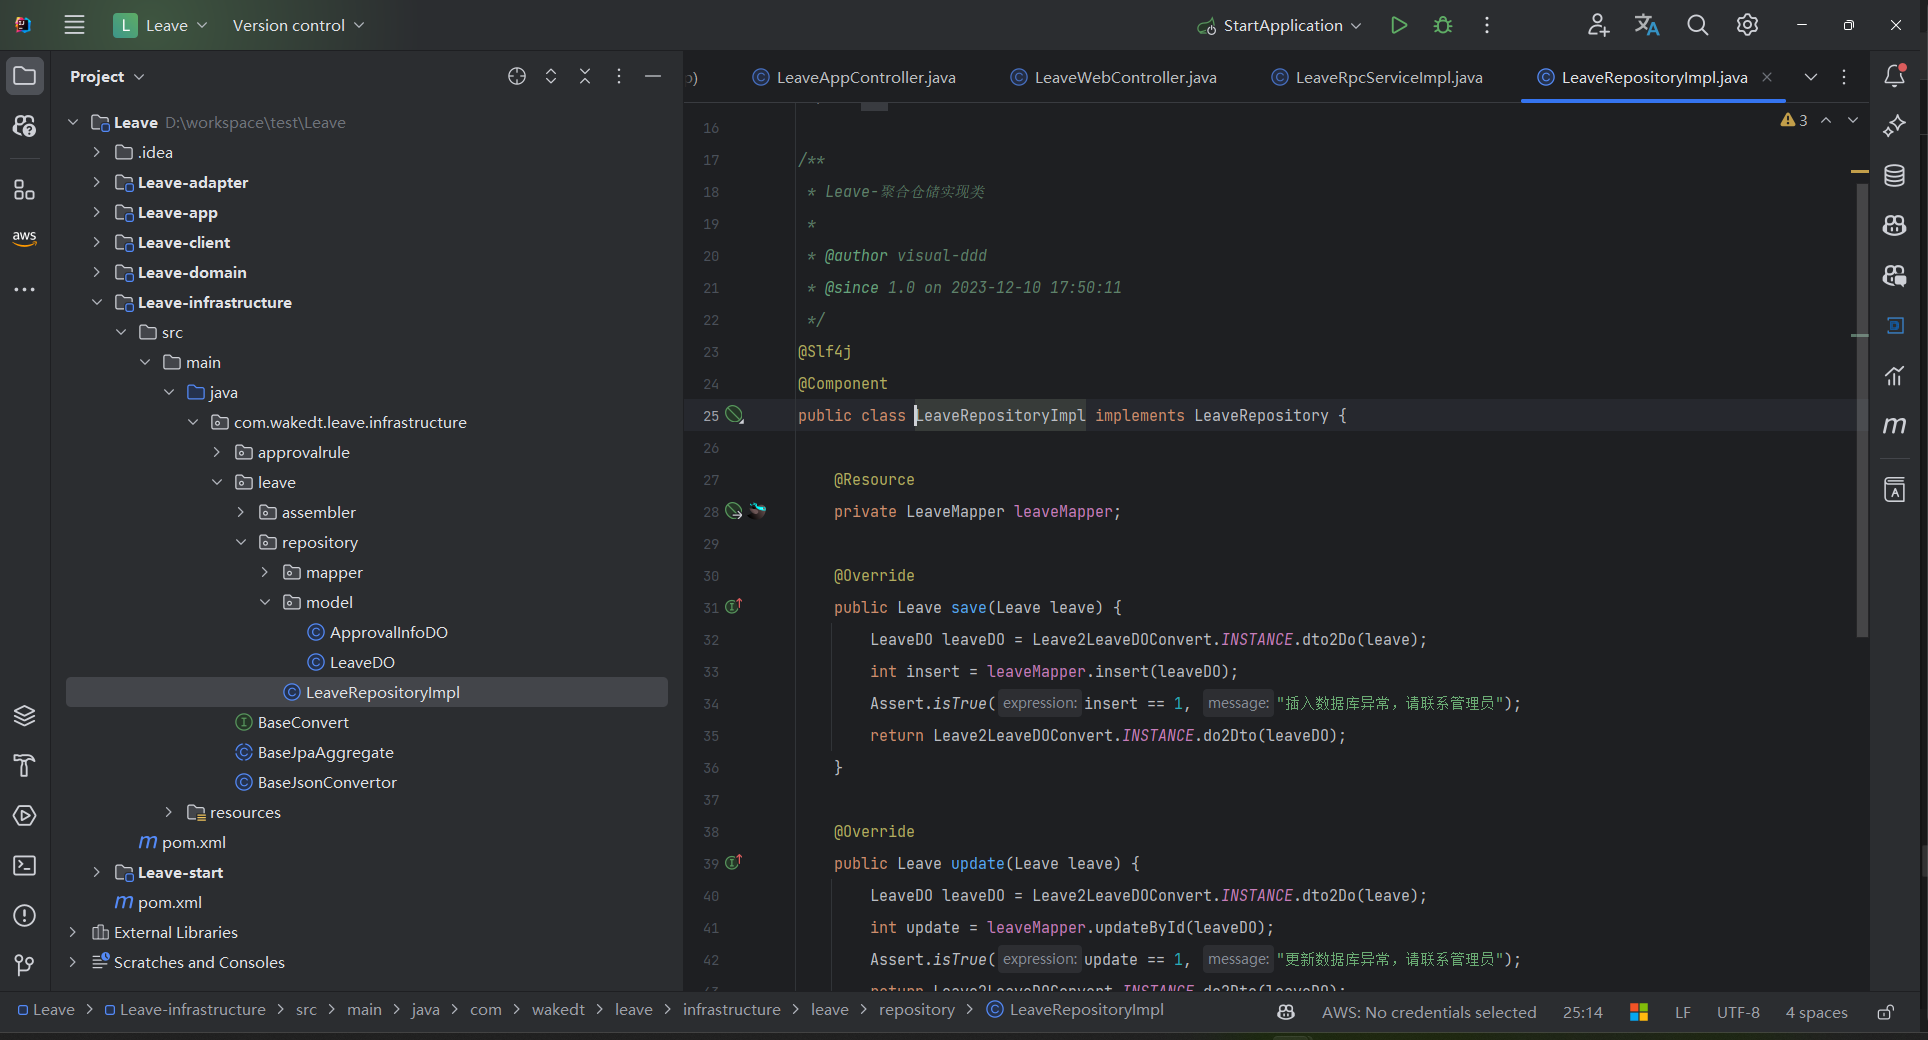 L Leave Version control StartApplication
Project
p) LeaveAppController.java LeaveWebController.java LeaveRpcServiceImpl.java LeaveRepositoryImpl.java
aws
Leave D:\workspace\test\Leave
.idea
Leave-adapter
Leave-app
Leave-client
Leave-domain
Leave-infrastructure
src
main
java
com.wakedt.leave.infrastructure
approvalrule
leave
assembler
repository
mapper
model
ApprovalInfoDO
LeaveDO
LeaveRepositoryImpl
BaseConvert
BaseJpaAggregate
BaseJsonConvertor
resources
pom.xml
Leave-start
pom.xml
External Libraries
Scratches and Consoles
3
16
17 /**
18 * Leave-聚合仓储实现类
19 *
20 * @author visual-ddd
21 * @since 1.0 on 2023-12-10 17:50:11
22 */
23 @Slf4j
24 @Component
25 public class LeaveRepositoryImpl implements LeaveRepository {
26
27 @Resource
28 private LeaveMapper leaveMapper;
29
30 @Override
31 public Leave save(Leave leave) {
32 LeaveDO leaveDO = Leave2LeaveDOConvert.INSTANCE.dto2Do(leave);
33 int insert = leaveMapper.insert(leaveDO);
34 Assert.isTrue( expression: insert == 1, message: "插入数据库异常，请联系管理员");
35 return Leave2LeaveDOConvert.INSTANCE.do2Dto(leaveDO);
36 }
37
38 @Override
39 public Leave update(Leave leave) {
40 LeaveDO leaveDO = Leave2LeaveDOConvert.INSTANCE.dto2Do(leave);
41 int update = leaveMapper.updateById(leaveDO);
42 Assert.isTrue( expression: update == 1, message: "更新数据库异常，请联系管理员");
43 return Leave2LeaveDOConvert.INSTANCE.do2Dto(leaveDO);
Leave > Leave-infrastructure > src > main > java > com > wakedt > leave > infrastructure > leave > repository > LeaveRepositoryImpl
AWS: No credentials selected 25:14 LF UTF-8 4 spaces